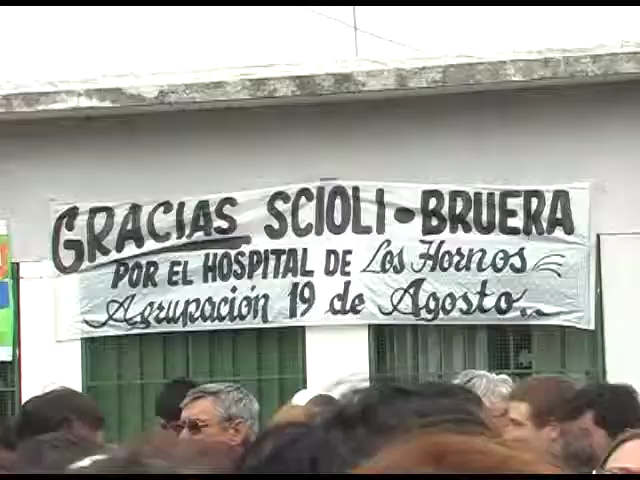 GRACIAS SCIOLI-BRUERA
POR EL HOSPITAL DE Los Hornos
Agrupación 19 de Agosto..